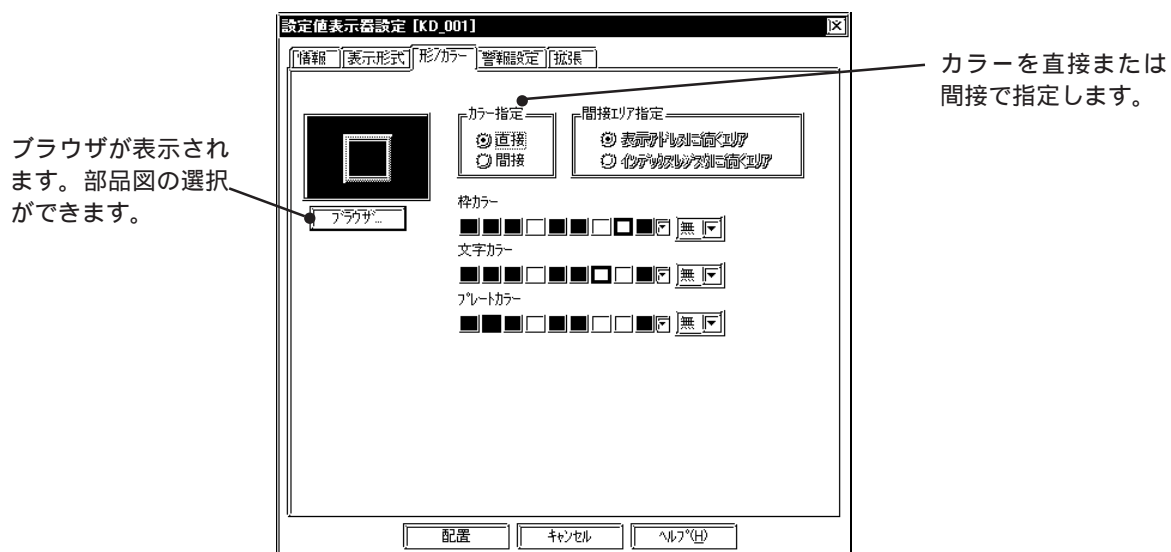 設定値表示器設定 [KD_001]
情報 表示形式 形/ｶﾗｰ 警報設定 拡張
カラーを直接または
間接で指定します。
ブラウザが表示され
ます。部品図の選択
ができます。
ｶﾗｰ指定
直接
間接
間接ｴﾘｱ指定
表示ｱﾄﾞﾚｽに続くｴﾘｱ
ｲﾝﾃﾞｯｸｽﾚｼﾞｽﾀに続くｴﾘｱ
ﾌﾞﾗｳｻﾞ...
枠ｶﾗｰ
無
文字ｶﾗｰ
無
ﾌﾟﾚｰﾄｶﾗｰ
無
配置 ｷｬﾝｾﾙ ﾍﾙﾌﾟ(H)